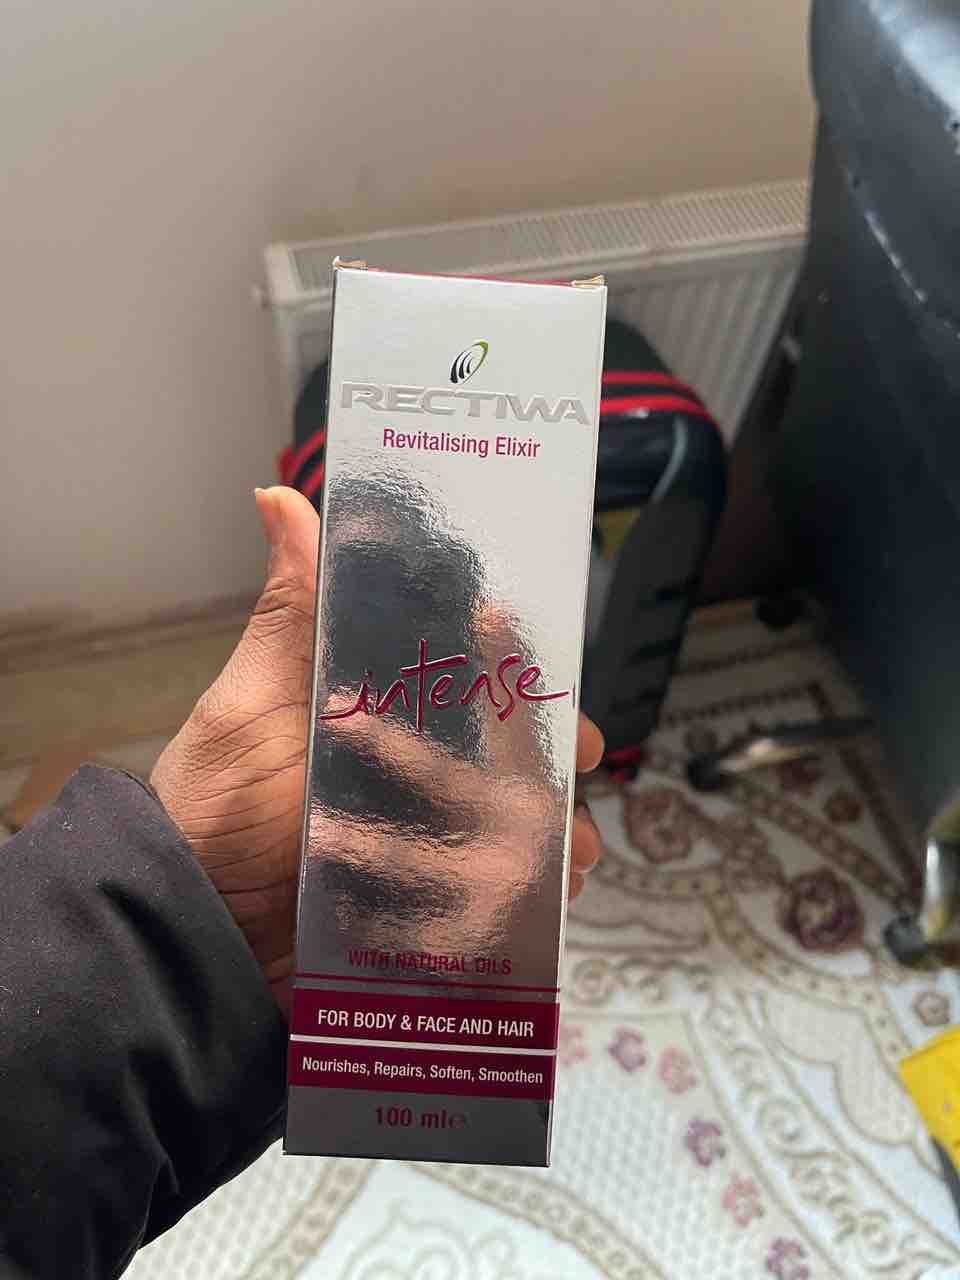 RECTIWA
Revitalising Elixir
intense
WITH NATURAL OILS
FOR BODY & FACE AND HAIR
Nourishes, Repairs, Soften, Smoothen
100 ml℮